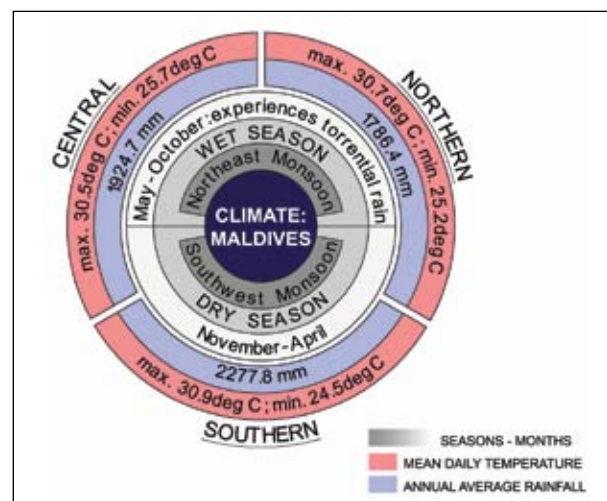 CENTRAL
max. 30.5deg C; min. 25.7deg C
1924.7 mm
NORTHERN
max. 30.7deg C; min. 25.2deg C
1786.4 mm
May-October:experiences torrential rain
WET SEASON
Northeast Monsoon
CLIMATE:
MALDIVES
Southwest Monsoon
DRY SEASON
November-April
2277.8 mm
max. 30.9deg C; min. 24.5deg C
SOUTHERN
SEASONS - MONTHS
MEAN DAILY TEMPERATURE
ANNUAL AVERAGE RAINFALL